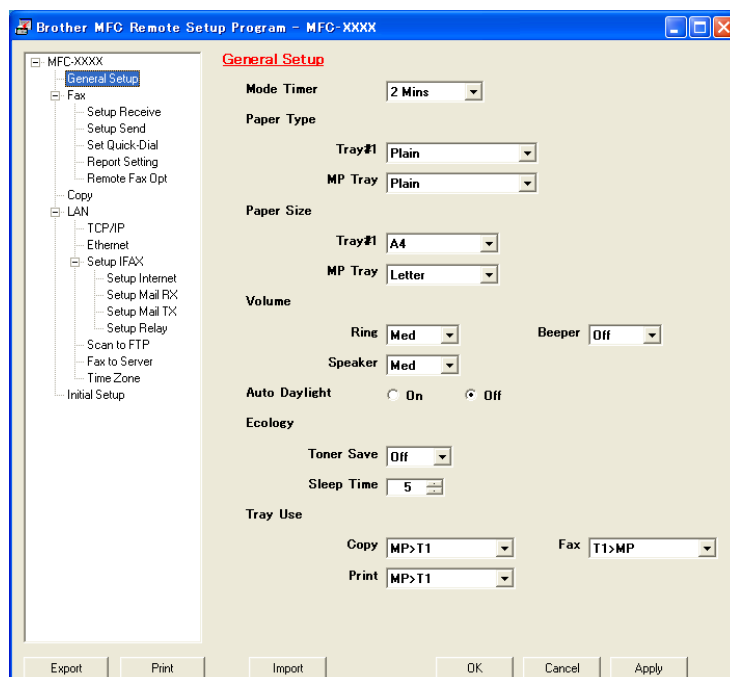 Brother MFC Remote Setup Program - MFC-XXXX
MFC-XXXX
General Setup
Fax
Setup Receive
Setup Send
Set Quick-Dial
Report Setting
Remote Fax Opt
Copy
LAN
TCP/IP
Ethernet
Setup IFAX
Setup Internet
Setup Mail RX
Setup Mail TX
Setup Relay
Scan to FTP
Fax to Server
Time Zone
Initial Setup
General Setup
Mode Timer 2 Mins
Paper Type
Tray#1 Plain
MP Tray Plain
Paper Size
Tray#1 A4
MP Tray Letter
Volume
Ring Med Beeper Off
Speaker Med
Auto Daylight On Off
Ecology
Toner Save Off
Sleep Time 5
Tray Use
Copy MP>T1 Fax T1>MP
Print MP>T1
Export Print Import OK Cancel Apply